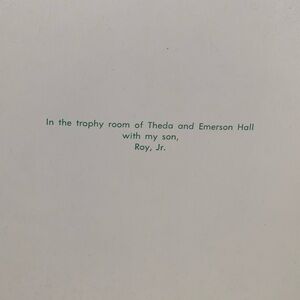 In the trophy room of Theda and Emerson Hall
with my son,
Roy, Jr.